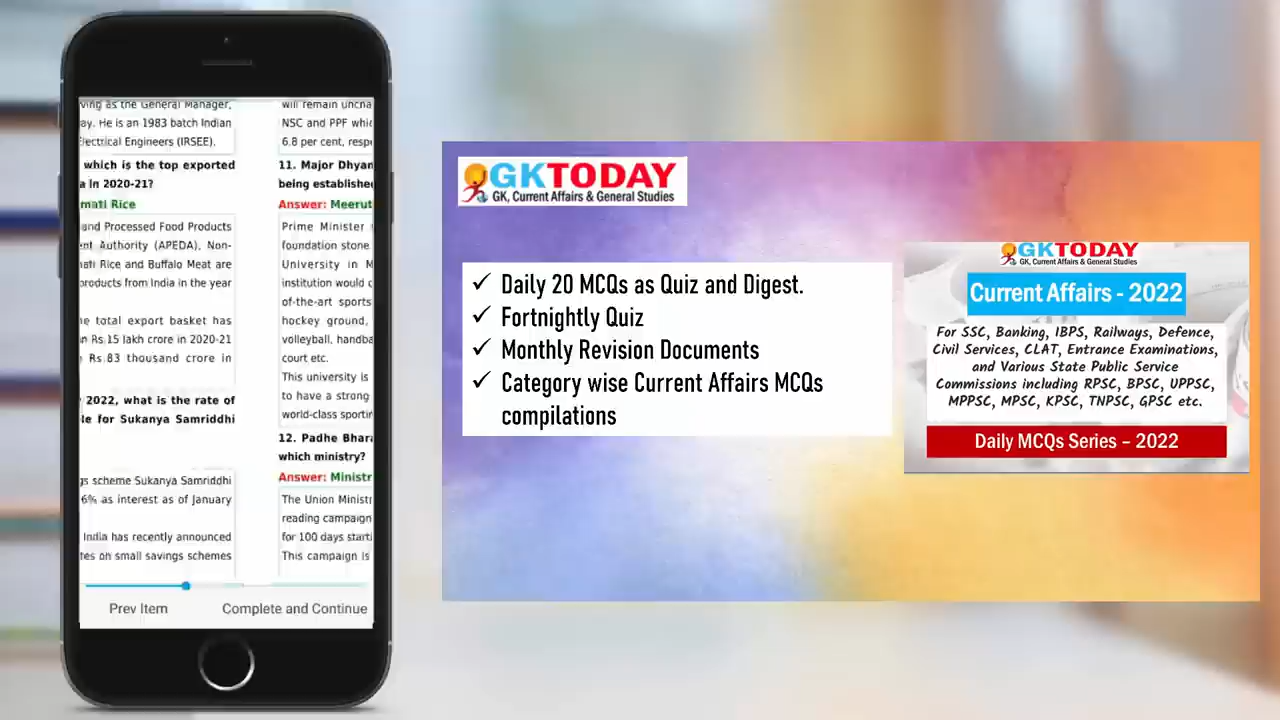 ving as the General Manager,
ay. He is an 1983 batch Indian
lectrical Engineers (IRSEE).
which is the top exported
a in 2020-21?
mati Rice
and Processed Food Products
nt Authority (APEDA), Non-
mati Rice and Buffalo Meat are
products from India in the year
he total export basket has
n Rs.15 lakh crore in 2020-21
Rs.83 thousand crore in
2022, what is the rate of
le for Sukanya Samriddhi
gs scheme Sukanya Samriddhi
6% as interest as of January
India has recently announced
tes on small savings schemes
will remain uncha
NSC and PPF whic
6.8 per cent, resp
11. Major Dhyan
being established
Answer: Meerut
Prime Minister
foundation stone
University in M
institution would c
of-the-art sports
hockey ground,
volleyball, handba
court etc.
This university is
to have a strong
world-class sportin
12. Padhe Bhara
which ministry?
Answer: Ministr
The Union Ministr
reading campaign
for 100 days starti
This campaign is
Prev Item
Complete and Continue
GKTODAY
GK, Current Affairs & General Studies
✓ Daily 20 MCQs as Quiz and Digest.
✓ Fortnightly Quiz
✓ Monthly Revision Documents
✓ Category wise Current Affairs MCQs
compilations
GKTODAY
GK, Current Affairs & General Studies
Current Affairs - 2022
For SSC, Banking, IBPS, Railways, Defence,
Civil Services, CLAT, Entrance Examinations,
and Various State Public Service
Commissions including RPSC, BPSC, UPPSC,
MPPSC, MPSC, KPSC, TNPSC, GPSC etc.
Daily MCQs Series – 2022